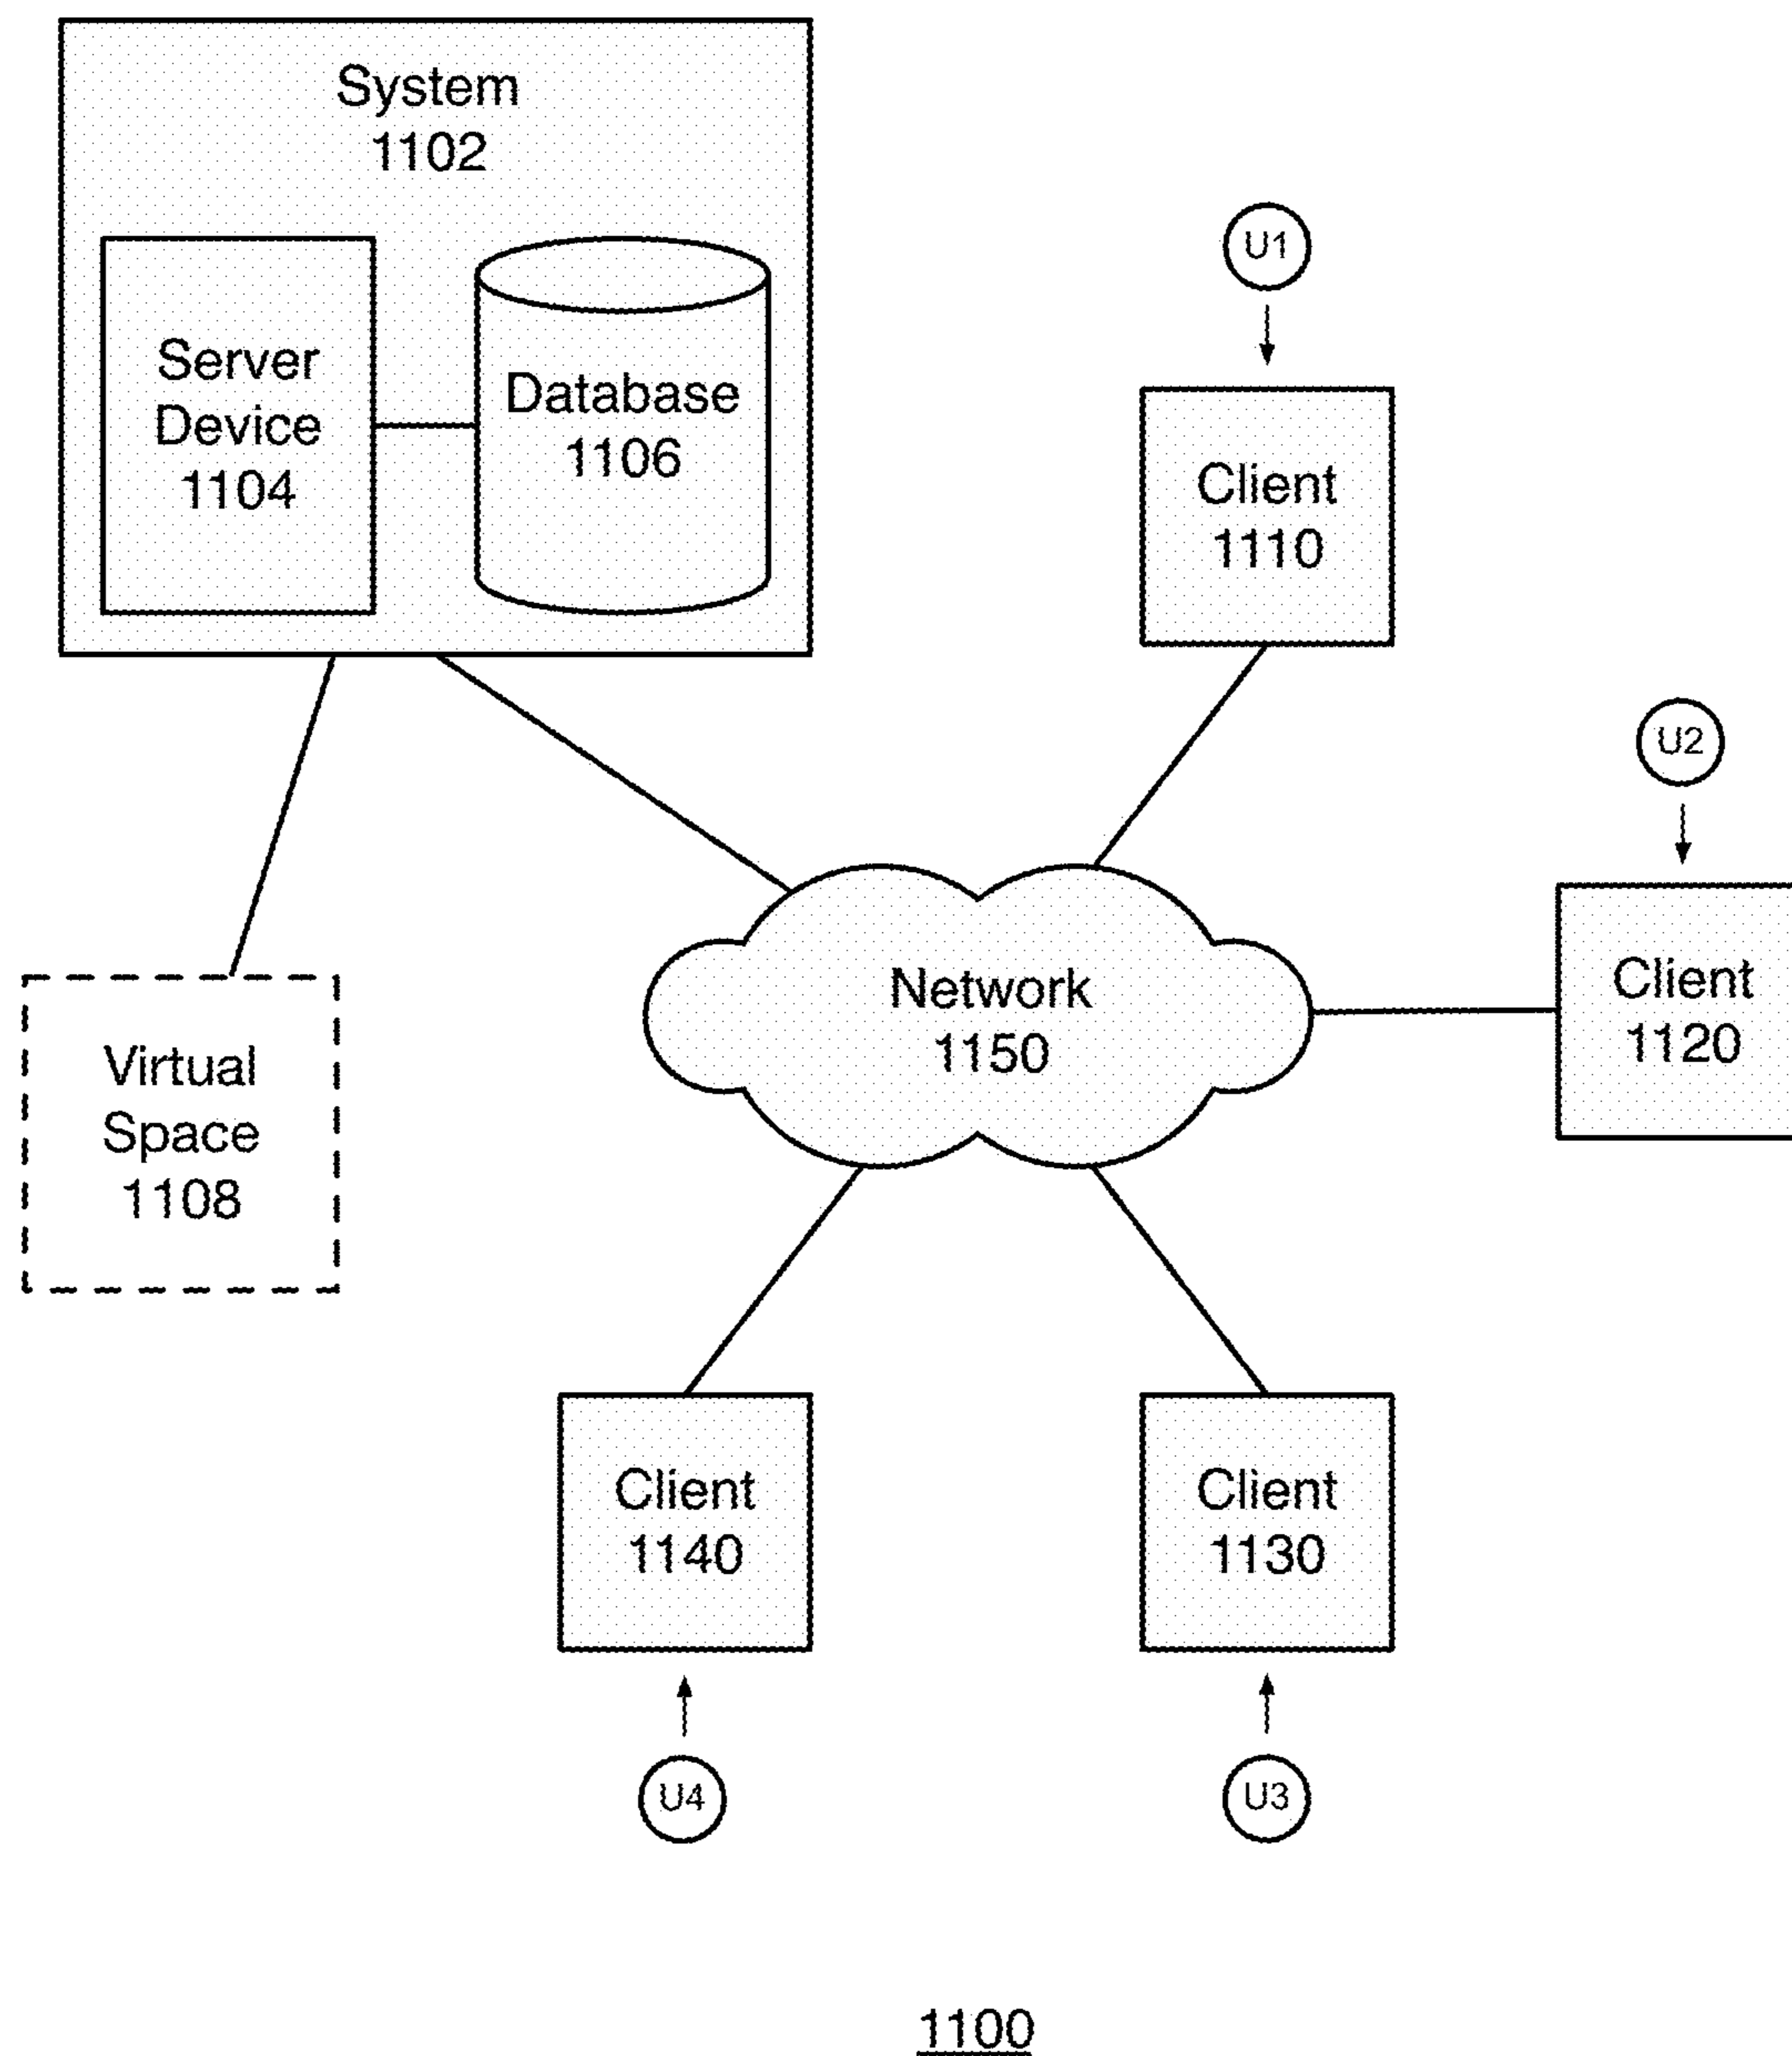 System
1102
Server
Device
1104
Database
1106
U1
Client
1110
U2
Client
1120
Network
1150
Virtual
Space
1108
Client
1140
Client
1130
U4
U3
1100